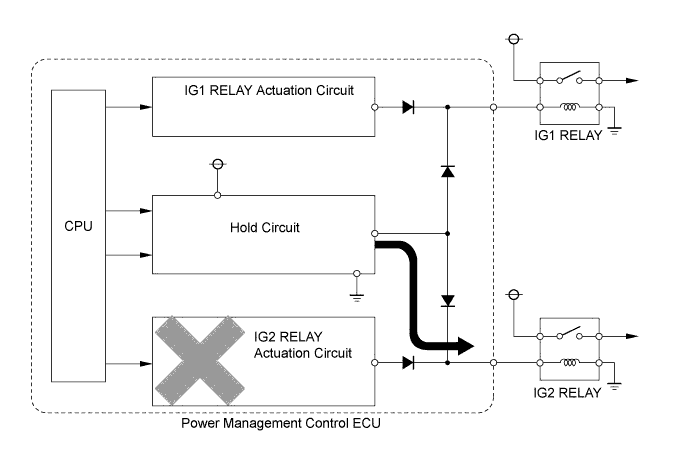 IG1 RELAY Actuation Circuit
IG1 RELAY
CPU
Hold Circuit
IG2 RELAY
Actuation Circuit
IG2 RELAY
Power Management Control ECU